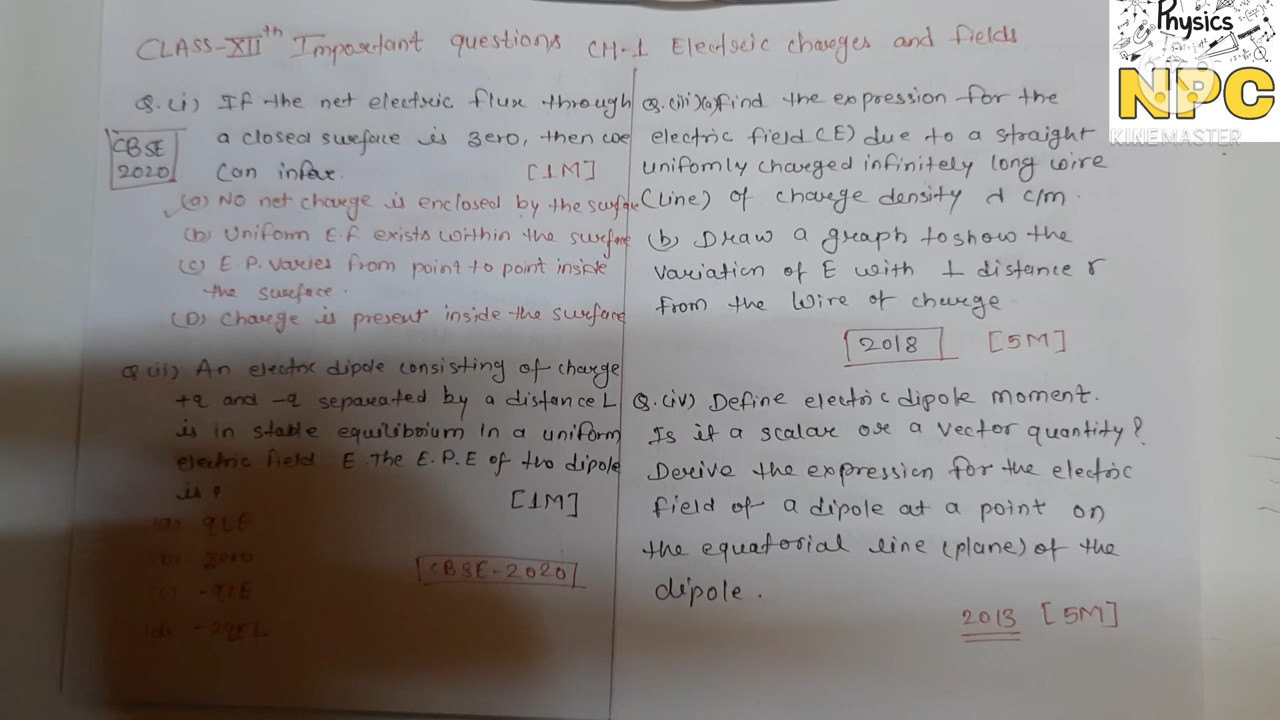 CLASS-XIIth Important questions CH-1 Electric charges and fields
Physics
NPC
KINEMASTER
Q.(i) If the net electric flux through
a closed surface is zero, then we
can infer. [1M]
CBSE
2020
(a) No net charge is enclosed by the surface
(b) Uniform E.F. exists within the surface
(c) E P. varies from point to point inside
the surface.
(D) Charge is present inside the surface
Q(ii) An electric dipole consisting of charge
+q and -q separated by a distance L
is in stable equilibrium in a uniform
electric field E. The E.P.E of two dipole
is ? [1M]
(a) qLE
(b) zero
(c) -qLE
(d) -2qEL
CBSE-2020
Q.(iii)(a) Find the expression for the
electric field (E) due to a straight
uniformly charged infinitely long wire
(Line) of charge density λ c/m.
(b) Draw a graph to show the
variation of E with ⊥ distance r
from the wire of charge
2018 [5M]
Q.(iv) Define electric dipole moment.
Is it a scalar or a vector quantity?
Derive the expression for the electric
field of a dipole at a point on
the equatorial line (plane) of the
dipole.
2013 [5M]